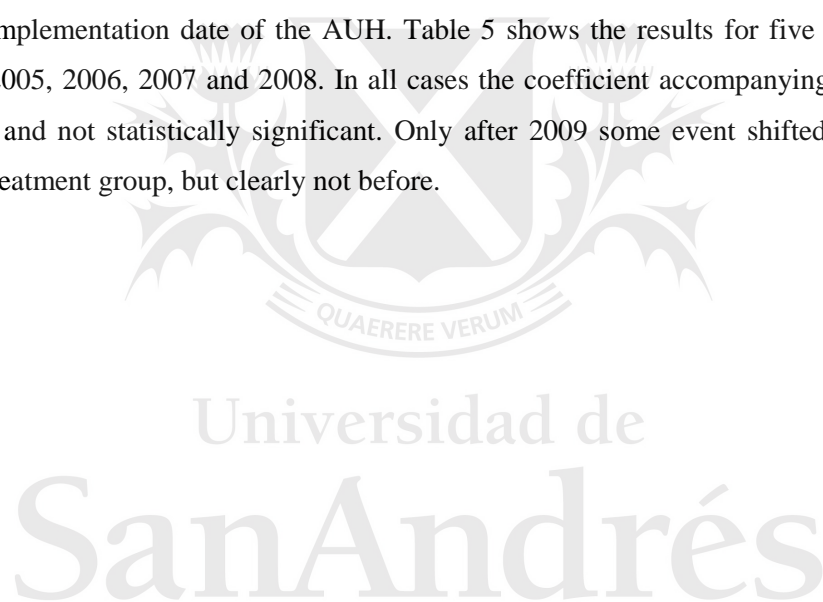 mplementation date of the AUH. Table 5 shows the results for five
2005, 2006, 2007 and 2008. In all cases the coefficient accompanying
and not statistically significant. Only after 2009 some event shifted
eatment group, but clearly not before.
QUAERERE VERUM
Universidad de
SanAndrés